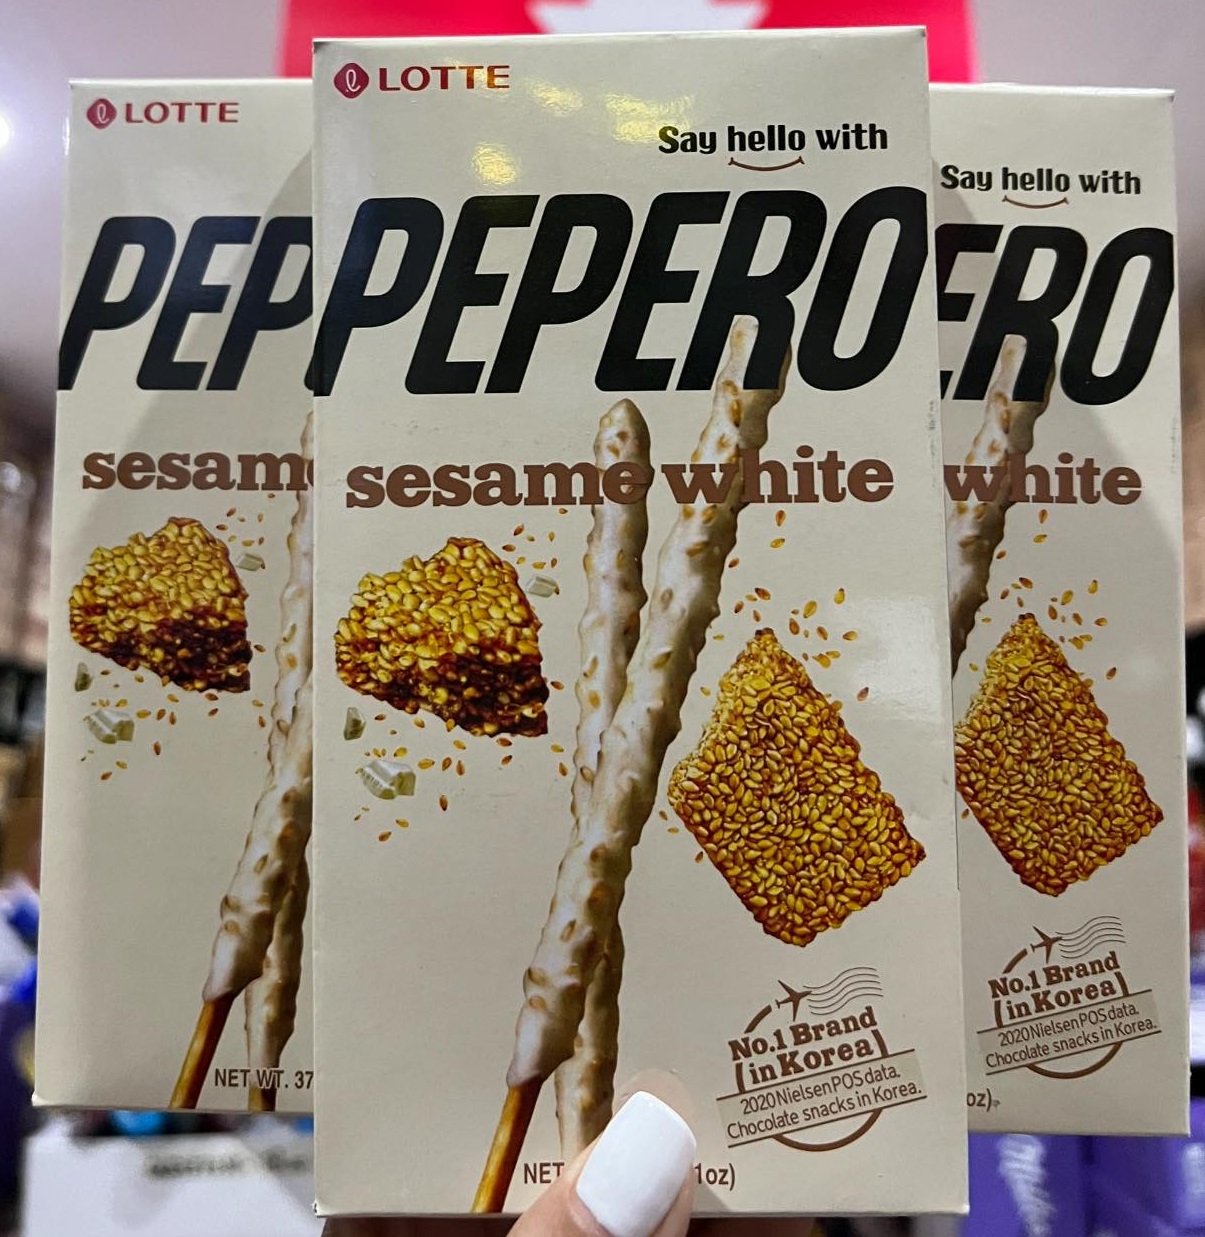 LOTTE
PEP
sesam
NET WT. 37
LOTTE
Say hello with
PEPERO
sesame white
No.1 Brand
in Korea
2020 Nielsen POS data.
Chocolate snacks in Korea.
NET
1oz)
Say hello with
ERO
white
No.1 Brand
in Korea
2020 Nielsen POS data.
Chocolate snacks in Korea.
oz)